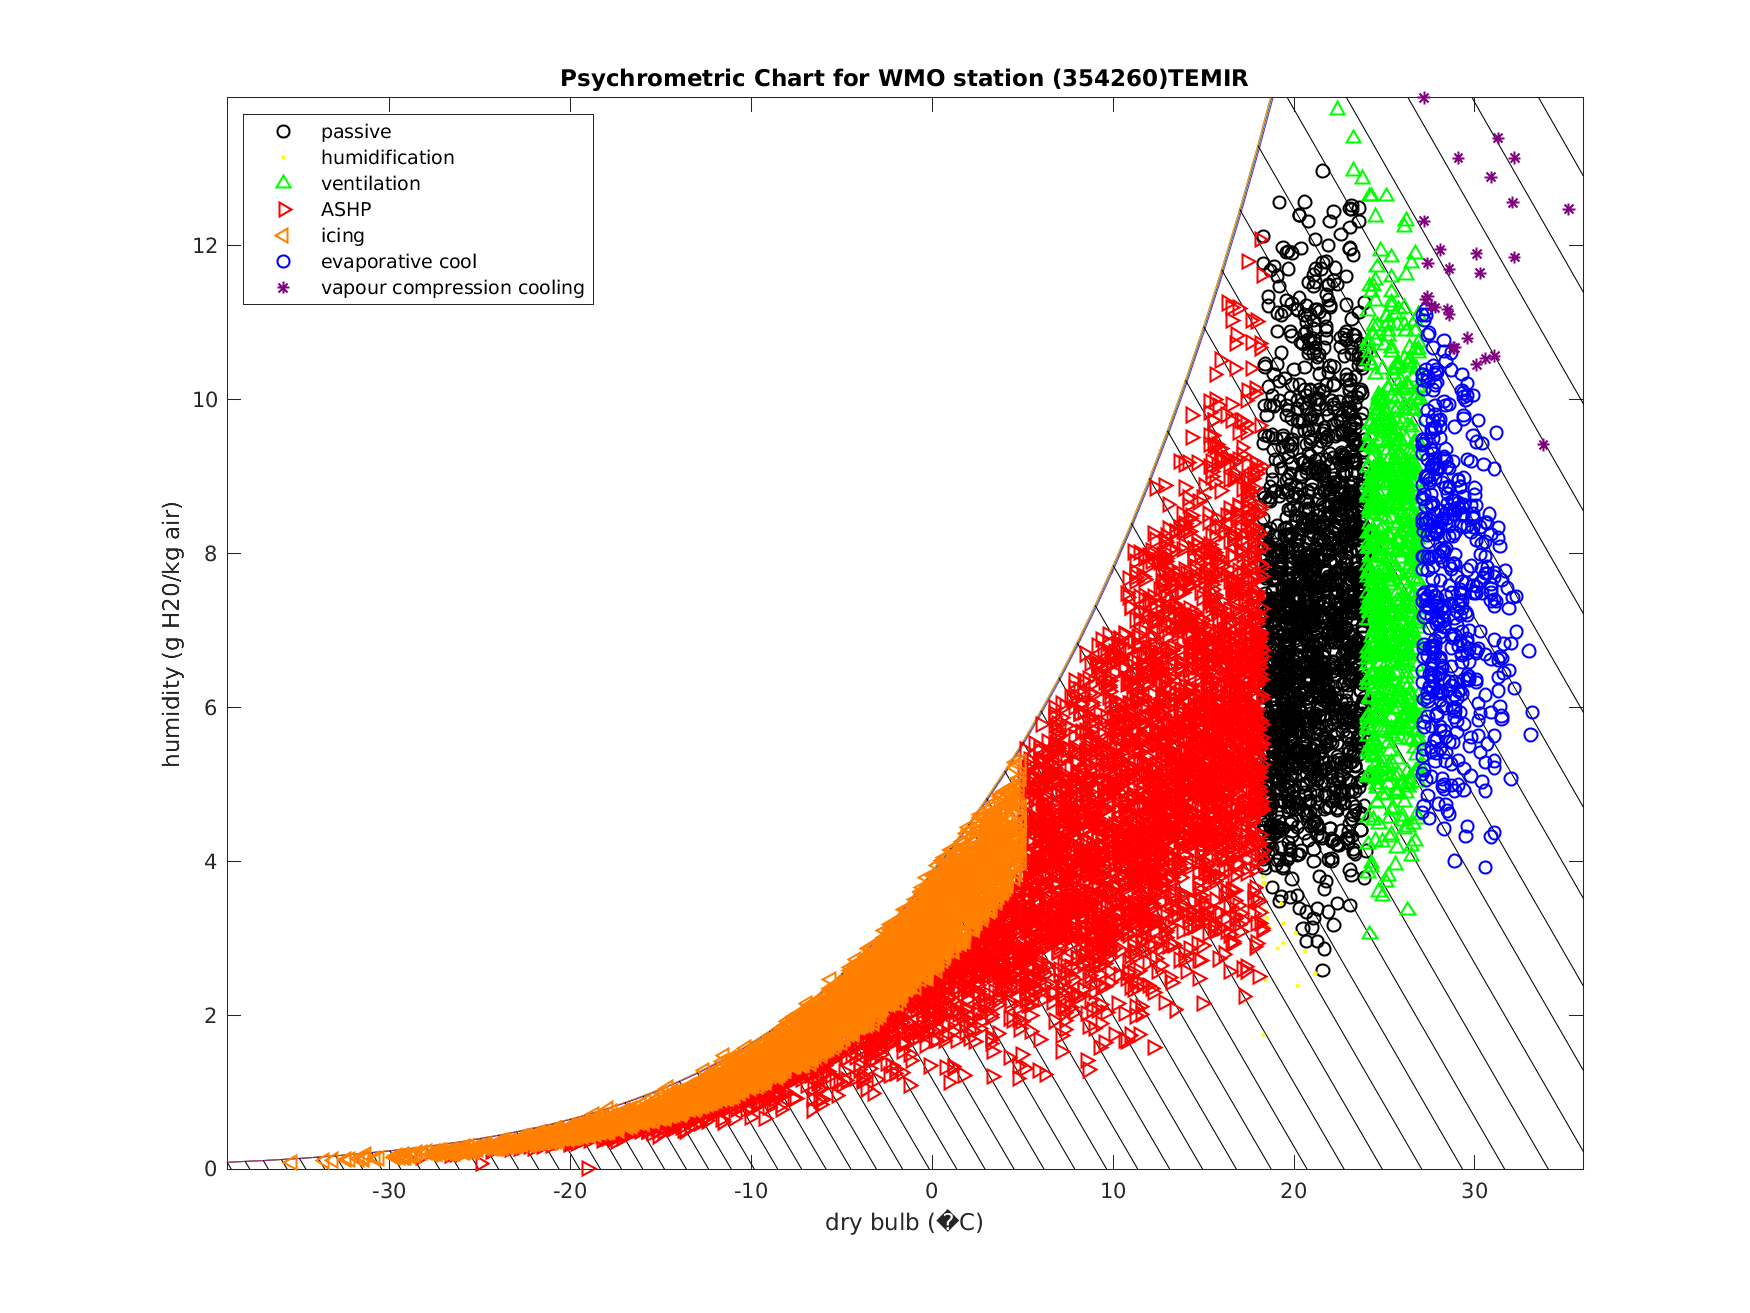 Psychrometric Chart for WMO station (354260)TEMIR
passive
humidification
ventilation
ASHP
icing
evaporative cool
vapour compression cooling
humidity (g H20/kg air)
12
10
8
6
4
2
0
-30 -20 -10 0 10 20 30
dry bulb (�C)